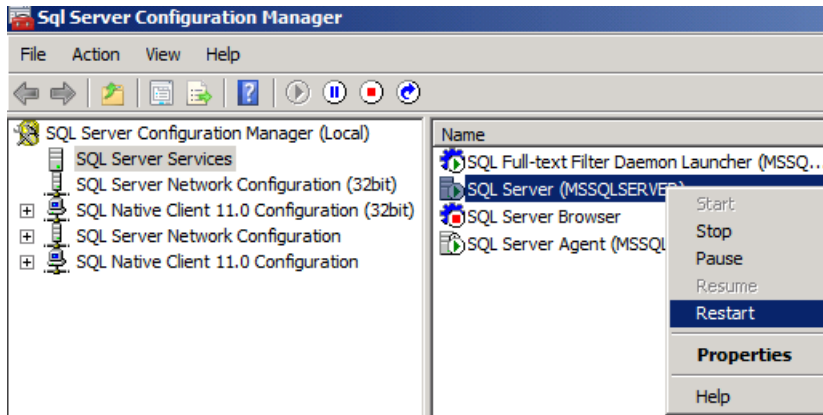 Sql Server Configuration Manager
File Action View Help
SQL Server Configuration Manager (Local)
SQL Server Services
SQL Server Network Configuration (32bit)
SQL Native Client 11.0 Configuration (32bit)
SQL Server Network Configuration
SQL Native Client 11.0 Configuration
Name
SQL Full-text Filter Daemon Launcher (MSSQ...
SQL Server (MSSQLSERVER)
SQL Server Browser
SQL Server Agent (MSSQL
Start
Stop
Pause
Resume
Restart
Properties
Help